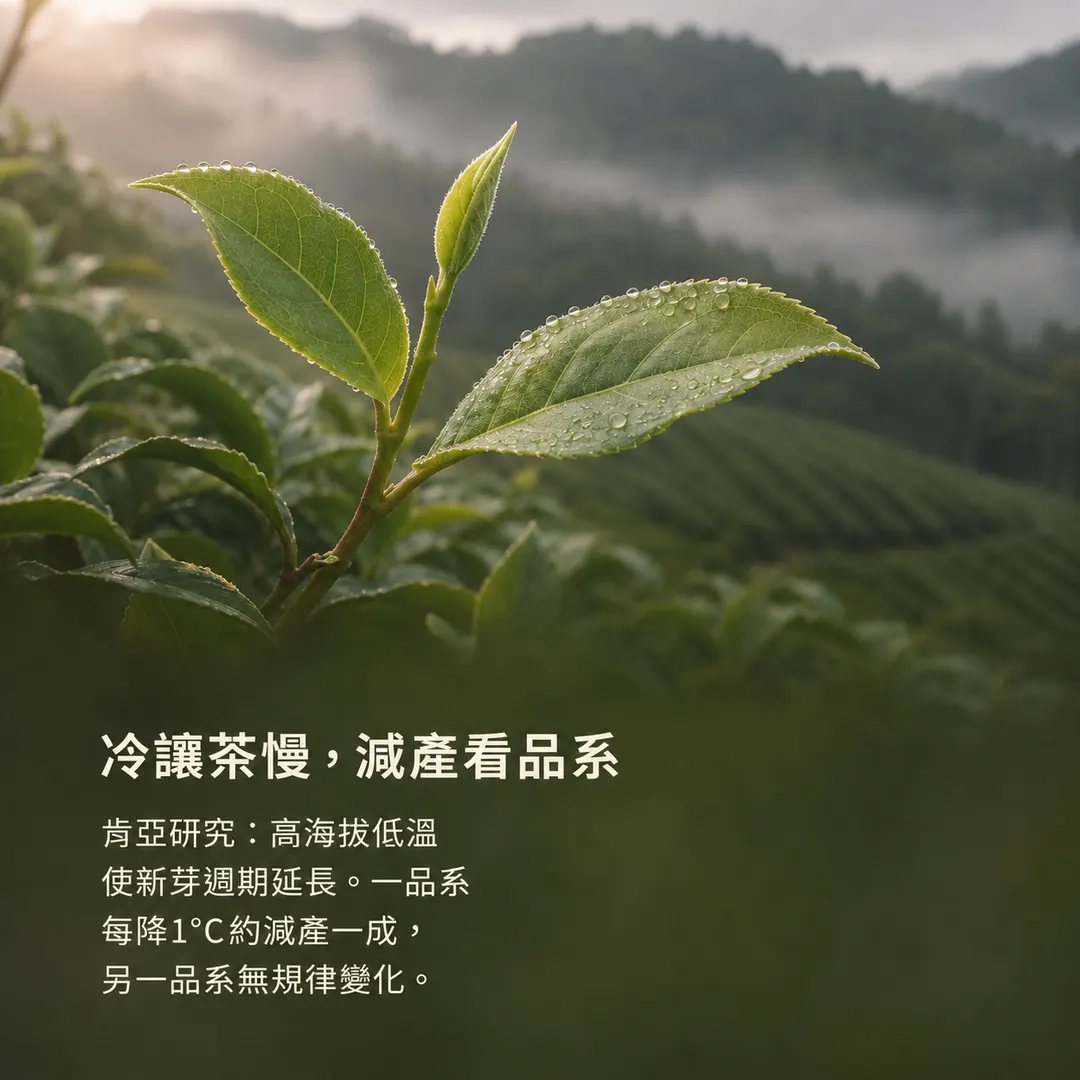 冷讓茶慢，減產看品系
肯亞研究：高海拔低溫
使新芽週期延長。一品系
每降1°C約減產一成，
另一品系無規律變化。